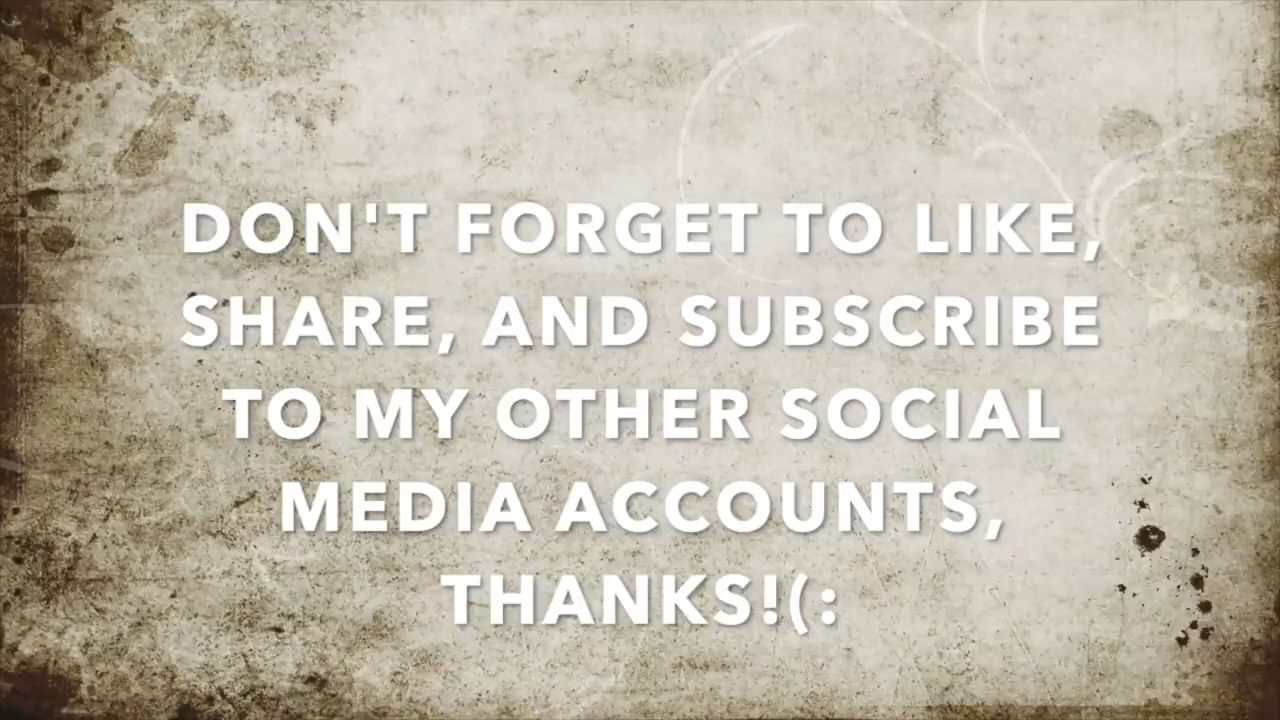 DON'T FORGET TO LIKE,
SHARE, AND SUBSCRIBE
TO MY OTHER SOCIAL
MEDIA ACCOUNTS,
THANKS!(: